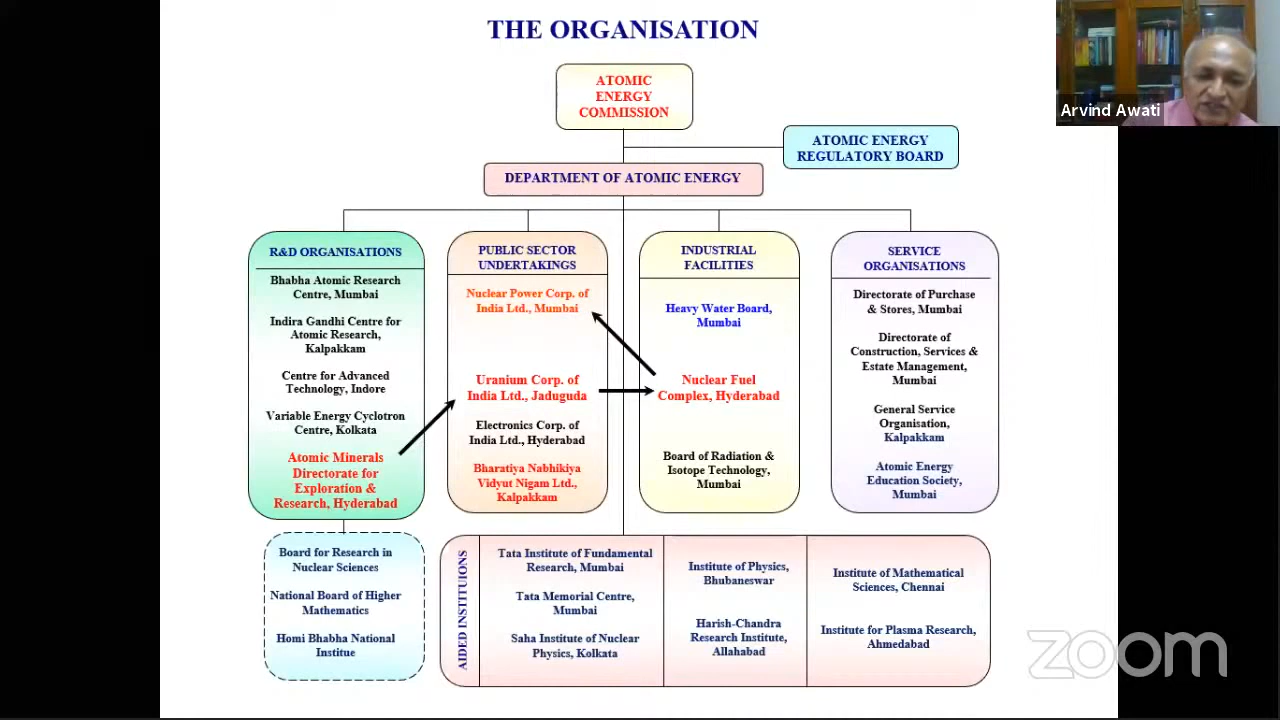 THE ORGANISATION
ATOMIC
ENERGY
COMMISSION
Arvind Awati
ATOMIC ENERGY
REGULATORY BOARD
DEPARTMENT OF ATOMIC ENERGY
R&D ORGANISATIONS
Bhabha Atomic Research
Centre, Mumbai
Indira Gandhi Centre for
Atomic Research,
Kalpakkam
Centre for Advanced
Technology, Indore
Variable Energy Cyclotron
Centre, Kolkata
Atomic Minerals
Directorate for
Exploration &
Research, Hyderabad
PUBLIC SECTOR
UNDERTAKINGS
Nuclear Power Corp. of
India Ltd., Mumbai
Uranium Corp. of
India Ltd., Jaduguda
Electronics Corp. of
India Ltd., Hyderabad
Bharatiya Nabhikiya
Vidyut Nigam Ltd.,
Kalpakkam
INDUSTRIAL
FACILITIES
Heavy Water Board,
Mumbai
Nuclear Fuel
Complex, Hyderabad
Board of Radiation &
Isotope Technology,
Mumbai
SERVICE
ORGANISATIONS
Directorate of Purchase
& Stores, Mumbai
Directorate of
Construction, Services &
Estate Management,
Mumbai
General Service
Organisation,
Kalpakkam
Atomic Energy
Education Society,
Mumbai
Board for Research in
Nuclear Sciences
National Board of Higher
Mathematics
Homi Bhabha National
Institue
AIDED INSTITUIONS
Tata Institute of Fundamental
Research, Mumbai
Tata Memorial Centre,
Mumbai
Saha Institute of Nuclear
Physics, Kolkata
Institute of Physics,
Bhubaneswar
Harish-Chandra
Research Institute,
Allahabad
Institute of Mathematical
Sciences, Chennai
Institute for Plasma Research,
Ahmedabad
zoom